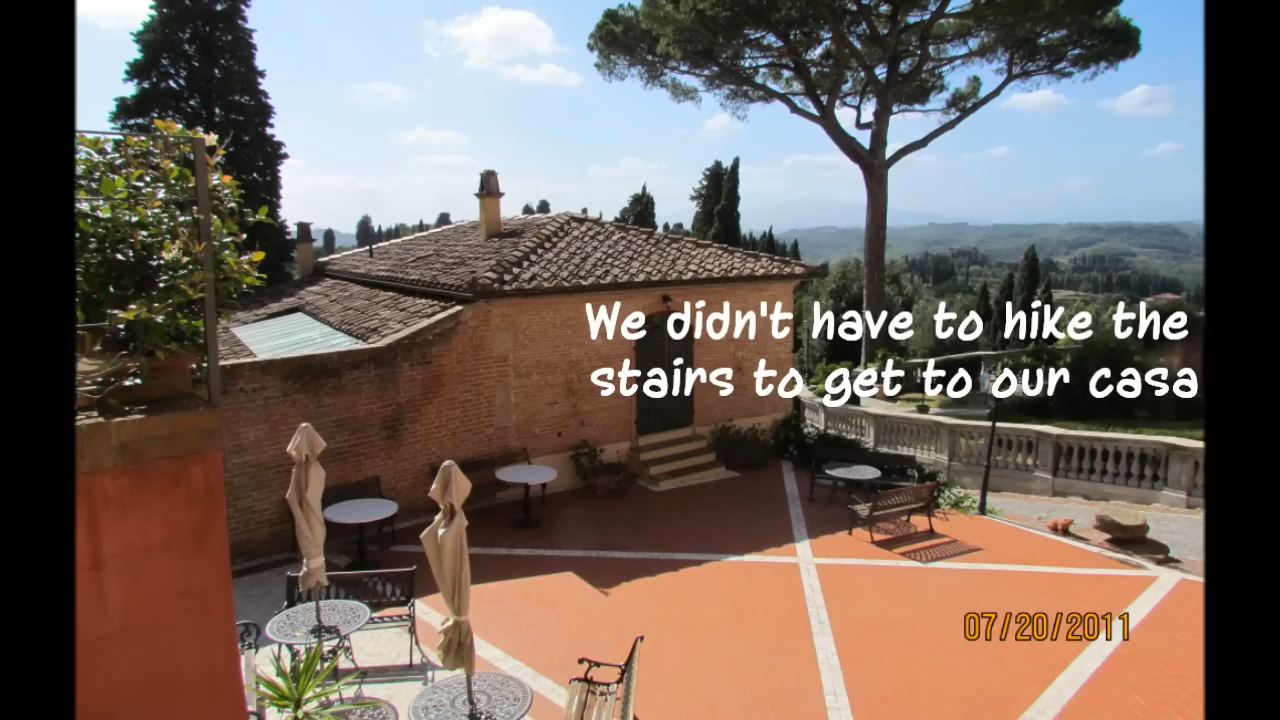 We didn't have to hike the
stairs to get to our casa
07/20/2011